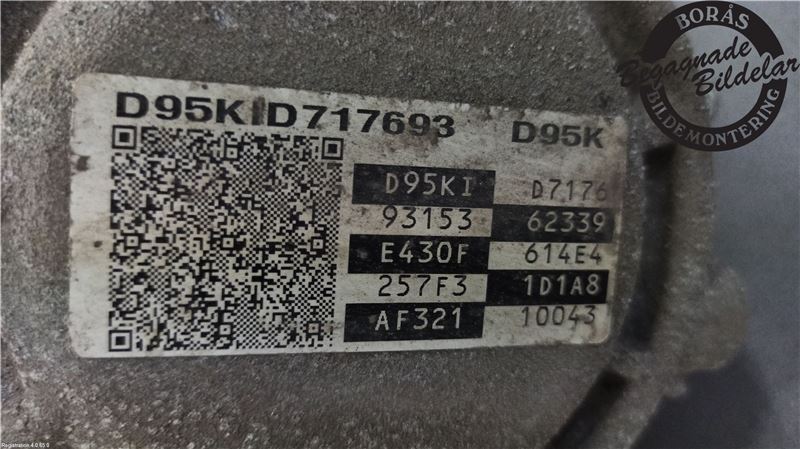 D95KID717693 D95K
D95KI D7176
93153 62339
E430F 614E4
257F3 1D1A8
AF321 10043
BORÅS
Begagnade
Bildelar
BILDEMONTERING